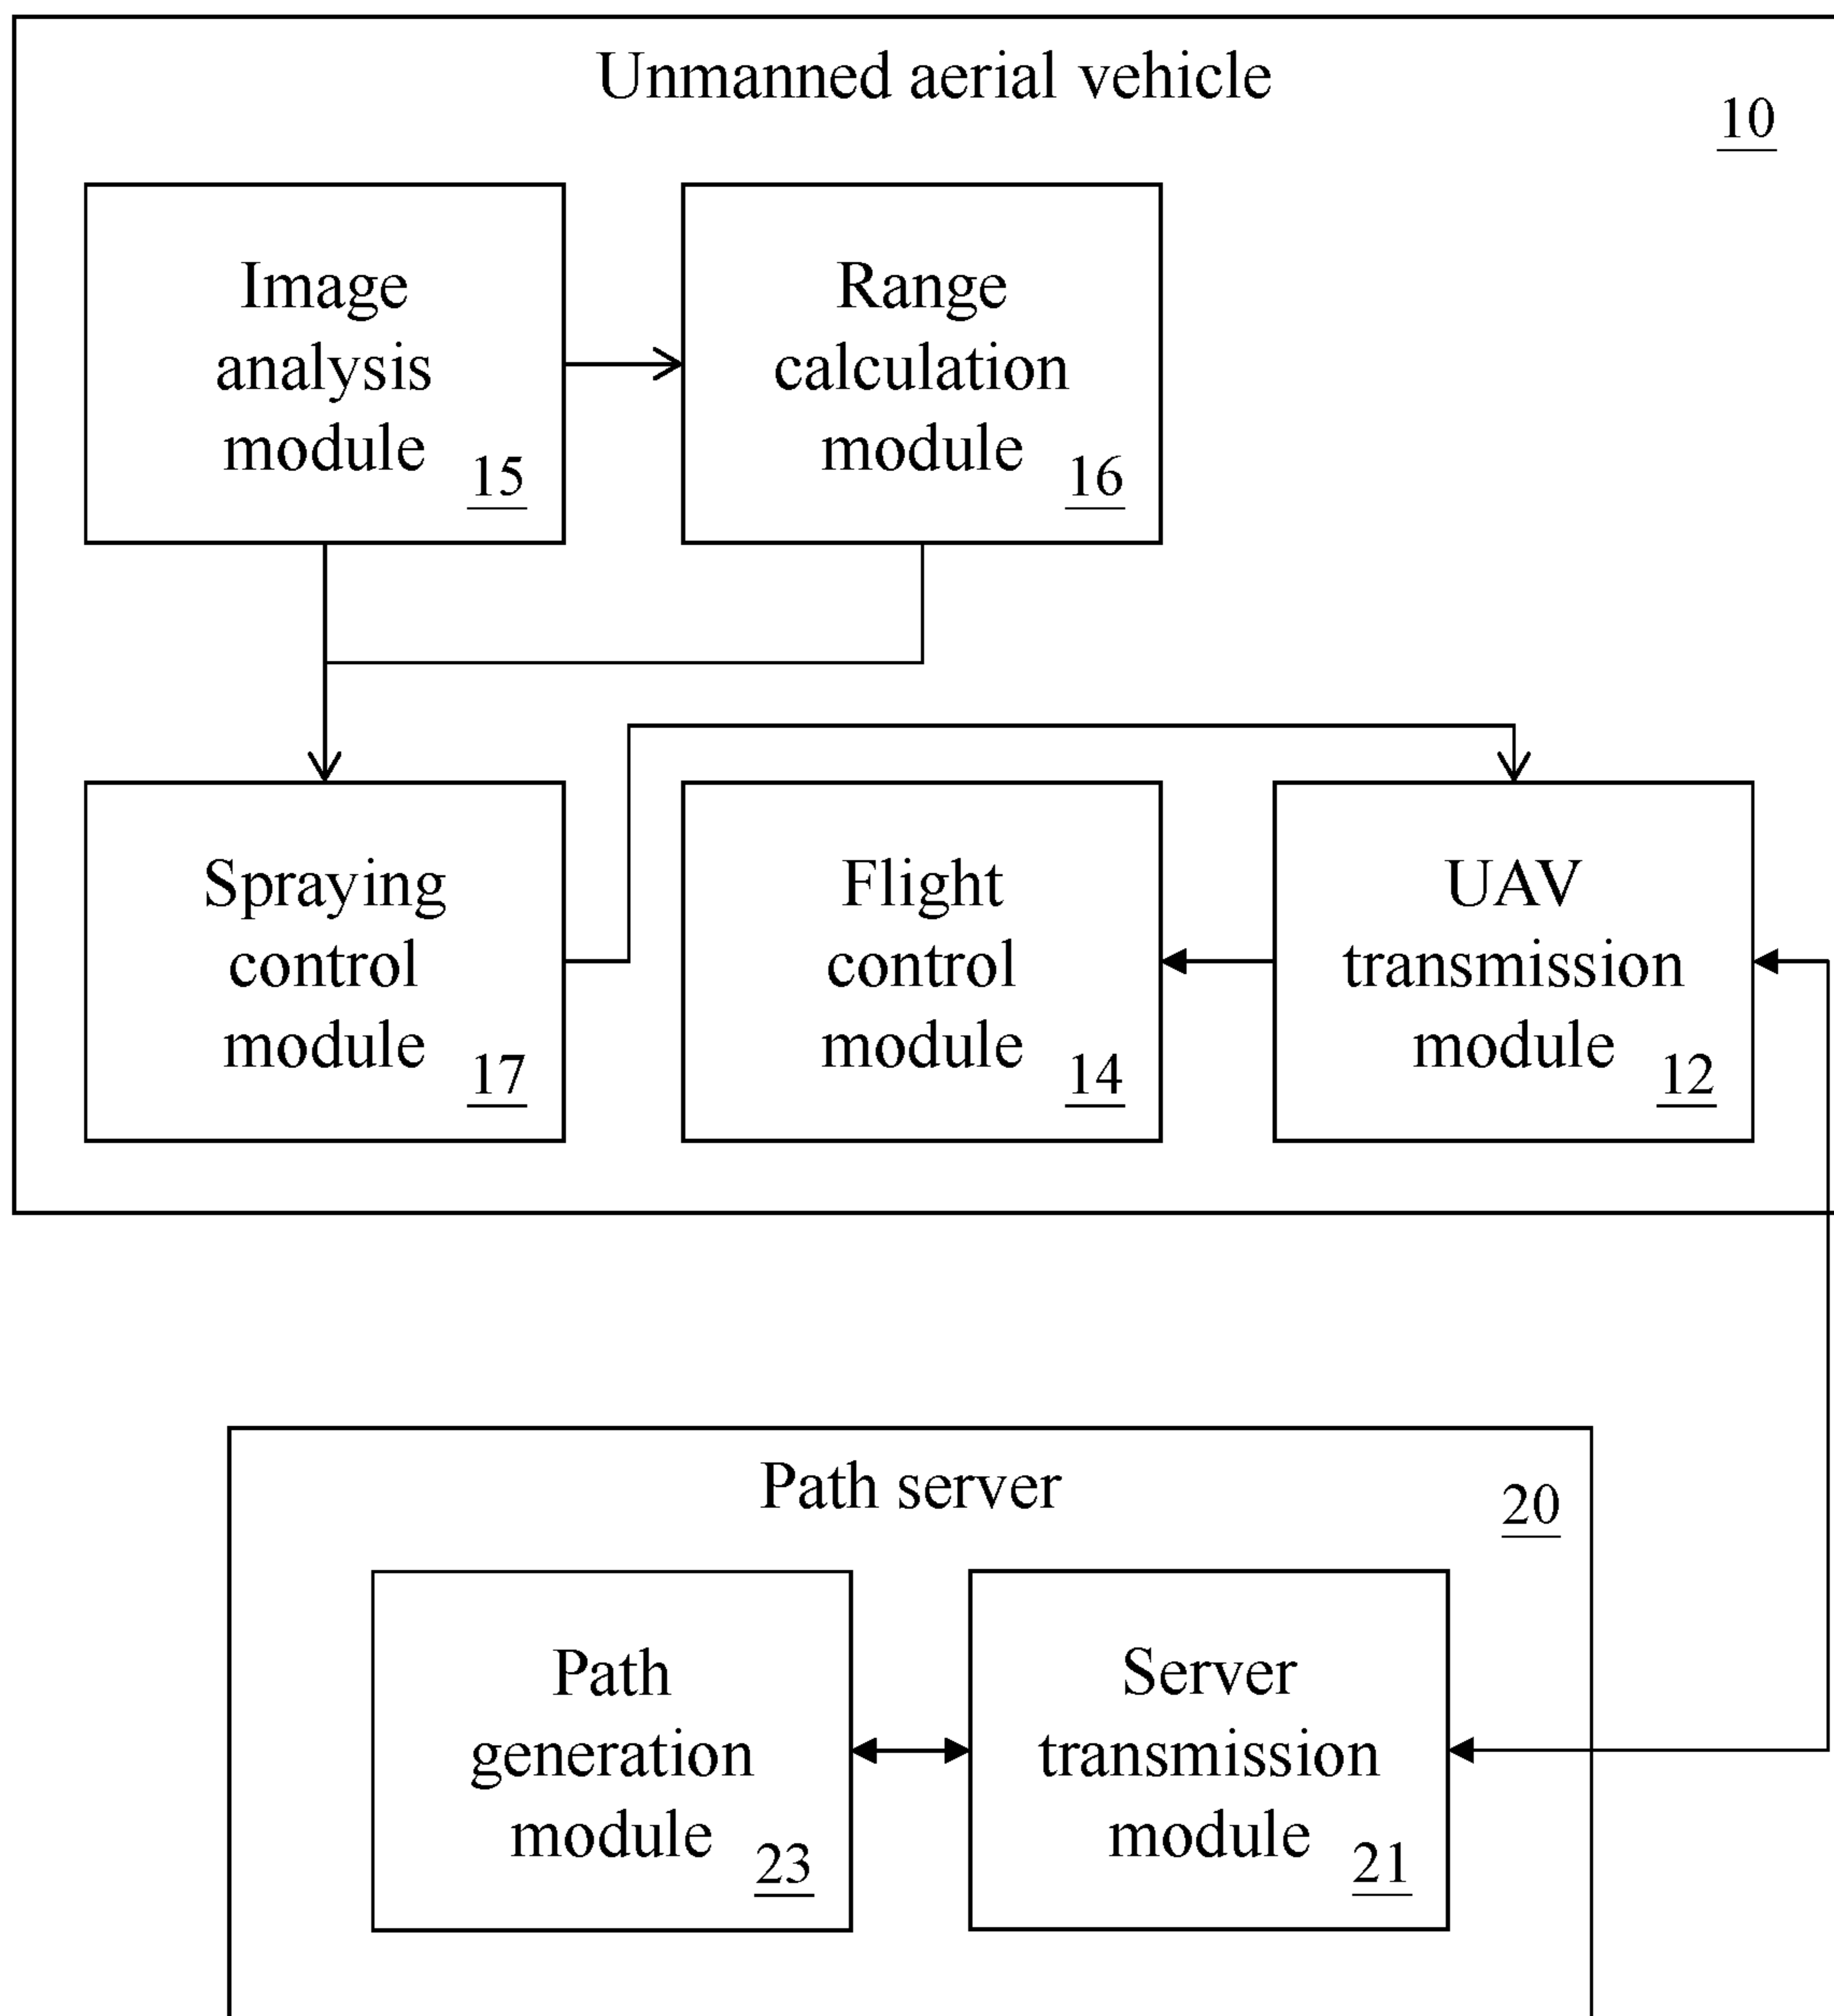 Unmanned aerial vehicle
10
Image
analysis
module
15
Range
calculation
module
16
Spraying
control
module
17
Flight
control
module
14
UAV
transmission
module
12
Path server
20
Path
generation
module
23
Server
transmission
module
21